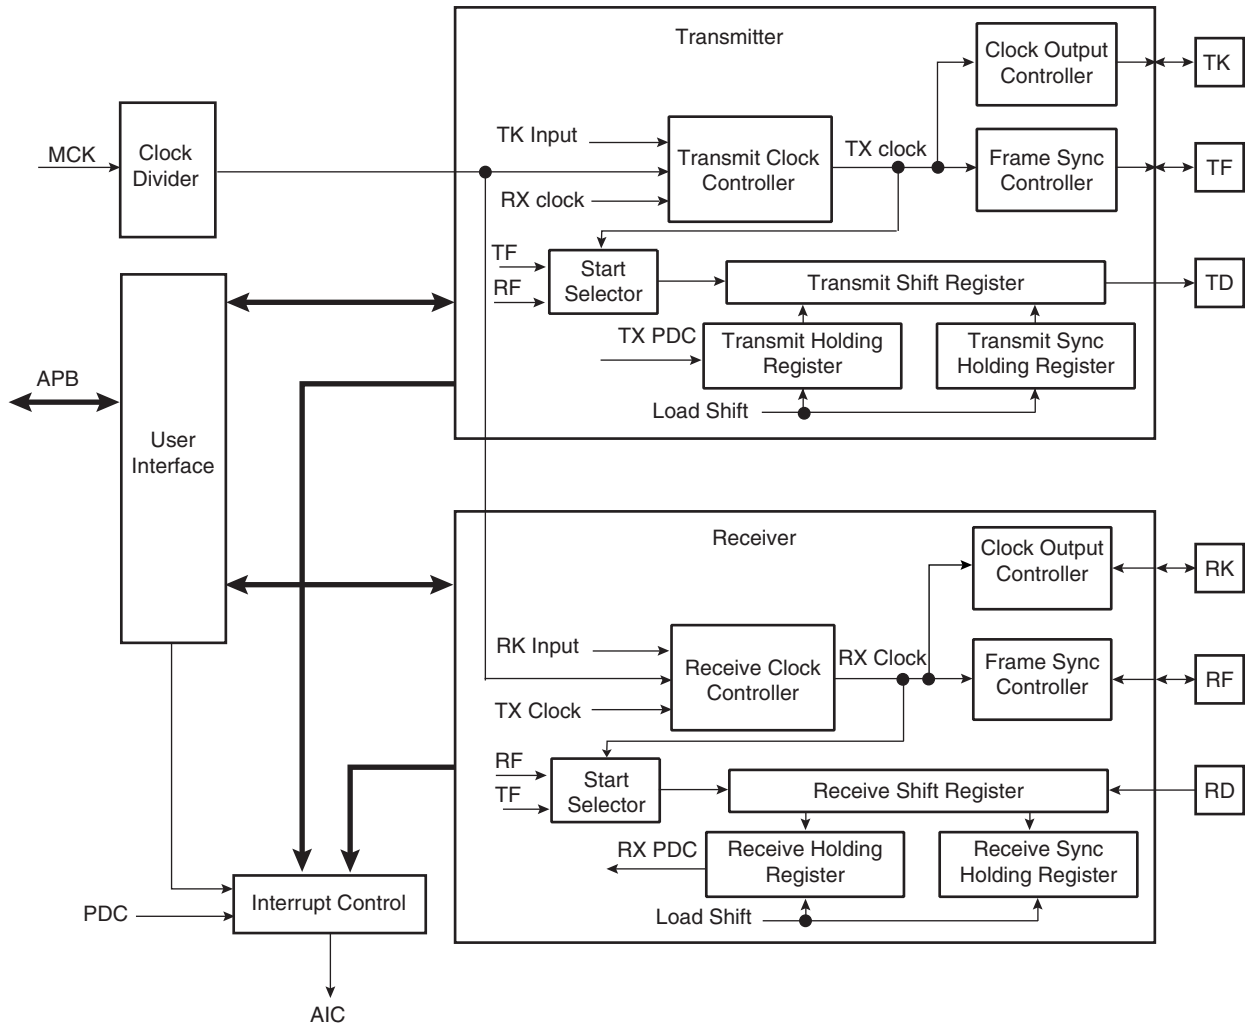 Transmitter
Clock Output
Controller
TK
MCK
Clock
Divider
TK Input
Transmit Clock
Controller
TX clock
Frame Sync
Controller
TF
RX clock
TF
RF
Start
Selector
Transmit Shift Register
TD
TX PDC
Transmit Holding
Register
Transmit Sync
Holding Register
Load Shift
APB
User
Interface
Receiver
Clock Output
Controller
RK
RK Input
Receive Clock
Controller
RX Clock
Frame Sync
Controller
RF
TX Clock
RF
TF
Start
Selector
Receive Shift Register
RD
RX PDC
Receive Holding
Register
Receive Sync
Holding Register
Load Shift
PDC
Interrupt Control
AIC